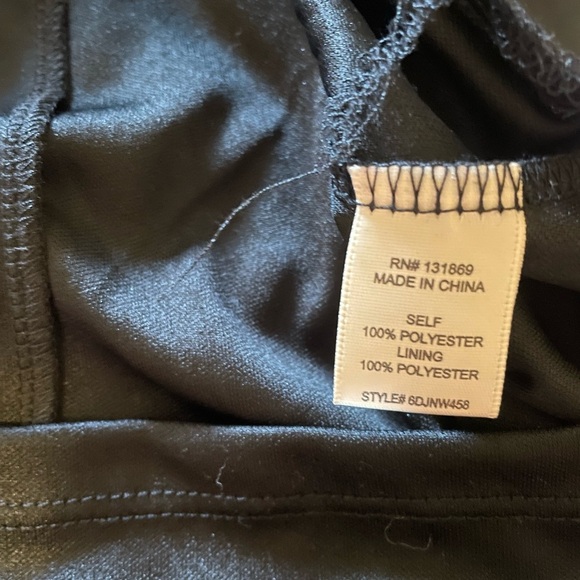 RN# 131869
MADE IN CHINA
SELF
100% POLYESTER
LINING
100% POLYESTER
STYLE# 6DJNW458